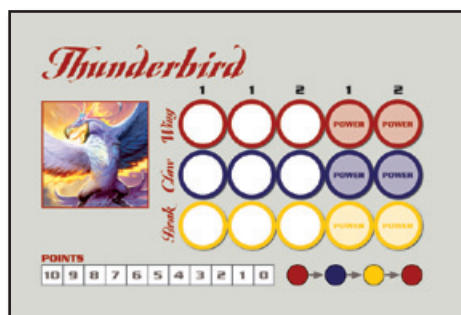 Thunderbird
1 1 2 1 2
Wing POWER POWER
Claw POWER POWER
Beak POWER POWER
POINTS
10 9 8 7 6 5 4 3 2 1 0